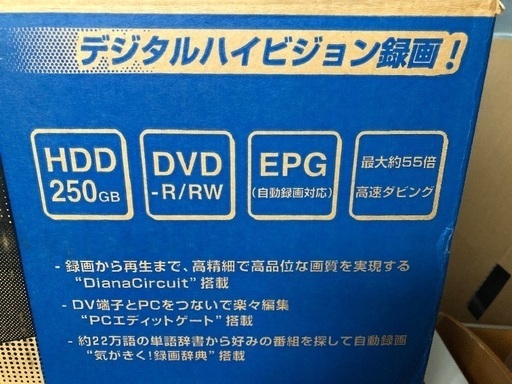 デジタルハイビジョン録画!
HDD
250GB
DVD
-R/RW
EPG
(自動録画対応)
最大約55倍
高速ダビング
- 録画から再生まで、高精細で高品位な画質を実現する
"DianaCircuit"搭載
- DV端子とPCをつないで楽々編集
"PCエディットゲート"搭載
- 約22万語の単語辞書から好みの番組を探して自動録画
"気がきく!録画辞典"搭載